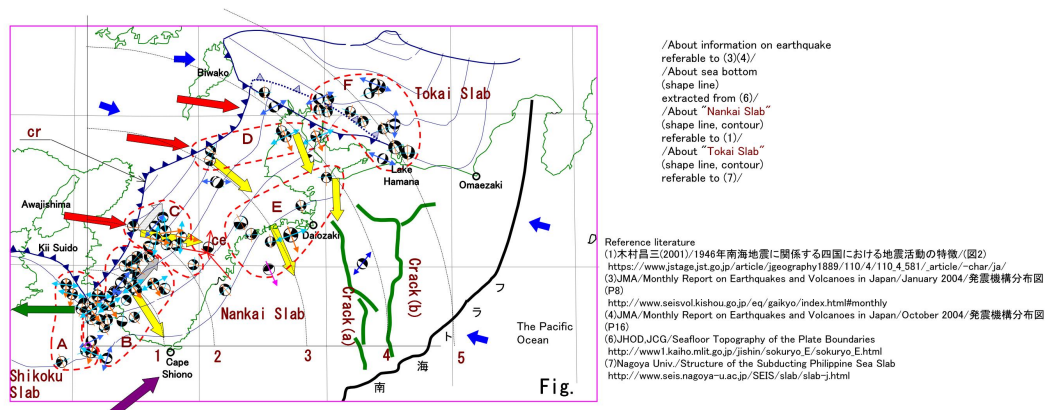 Biwako
F
Tokai Slab
cr
D
Lake
Hamana
Omaezaki
Awajishima
C
E
Kii Suido
ce
Daiozaki
D
Crack(a)
Crack(b)
フ
ラ
ト
海
南
Nankai Slab
The Pacific
Ocean
A
B
1
2
3
4
5
Cape
Shiono
Shikoku
Slab
Fig.
/About information on earthquake
referable to (3)(4)/
/About sea bottom
(shape line)
extracted from (6)/
/About "Nankai Slab"
(shape line, contour)
referable to (1)/
/About "Tokai Slab"
(shape line, contour)
referable to (7)/
Reference literature
(1)木村昌三(2001)/1946年南海地震に関係する四国における地震活動の特徴/(図2)
https://www.jstage.jst.go.jp/article/jgeography1889/110/4/110_4_581/_article/-char/ja/
(3)JMA/Monthly Report on Earthquakes and Volcanoes in Japan/January 2004/発震機構分布図
(P8)
http://www.seisvol.kishou.go.jp/eq/gaikyo/index.html#monthly
(4)JMA/Monthly Report on Earthquakes and Volcanoes in Japan/October 2004/発震機構分布図
(P16)
(6)JHOD,JCG/Seafloor Topography of the Plate Boundaries
http://www1.kaiho.mlit.go.jp/jishin/sokuryo_E/sokuryo_E.html
(7)Nagoya Univ./Structure of the Subducting Philippine Sea Slab
http://www.seis.nagoya-u.ac.jp/SEIS/slab/slab-j.html